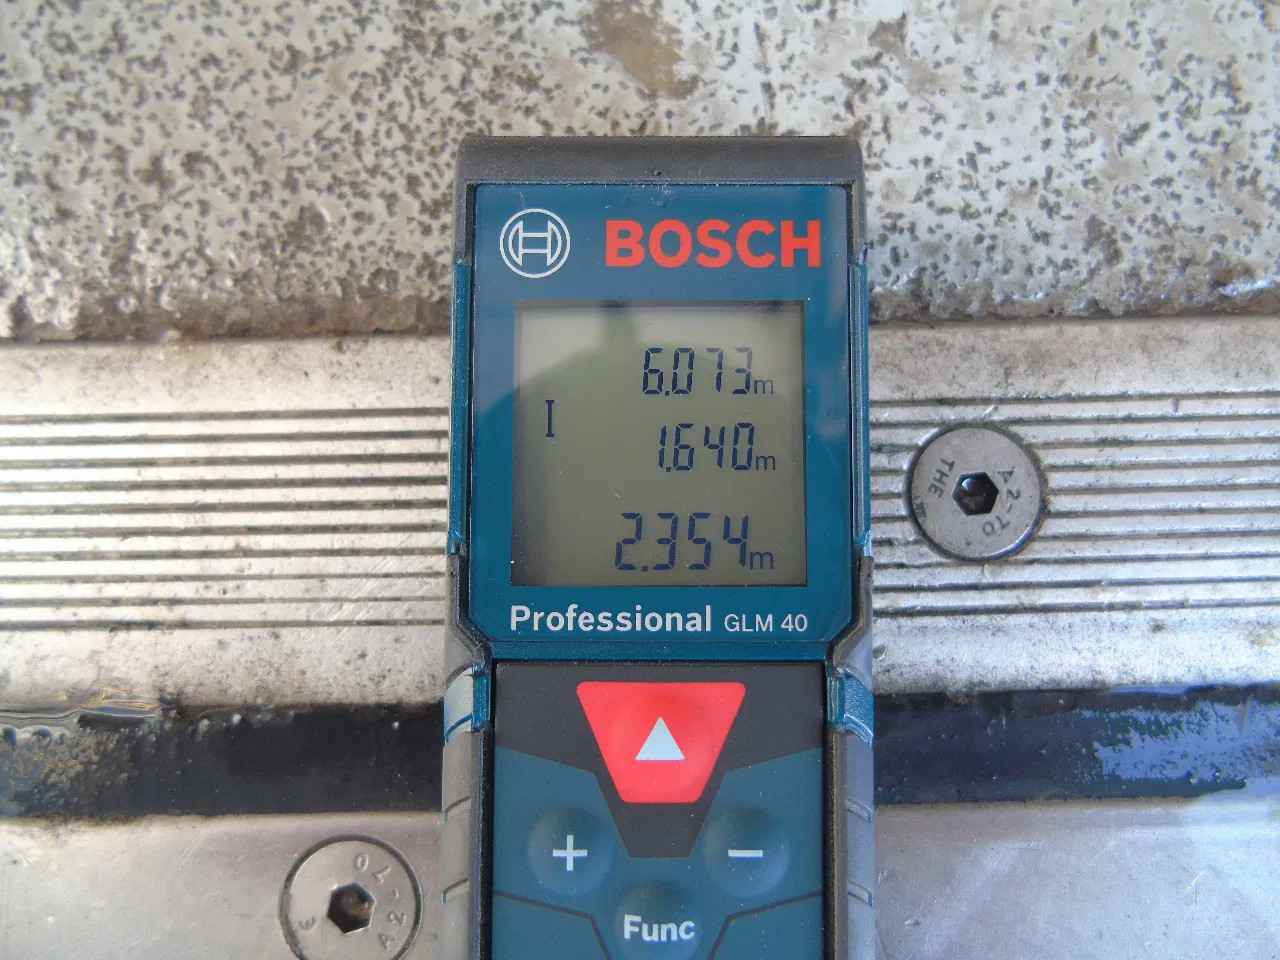 BOSCH
6.073m
1.640m
2.354m
Professional GLM 40
A2-70
THE
+
-
Func
A2-70